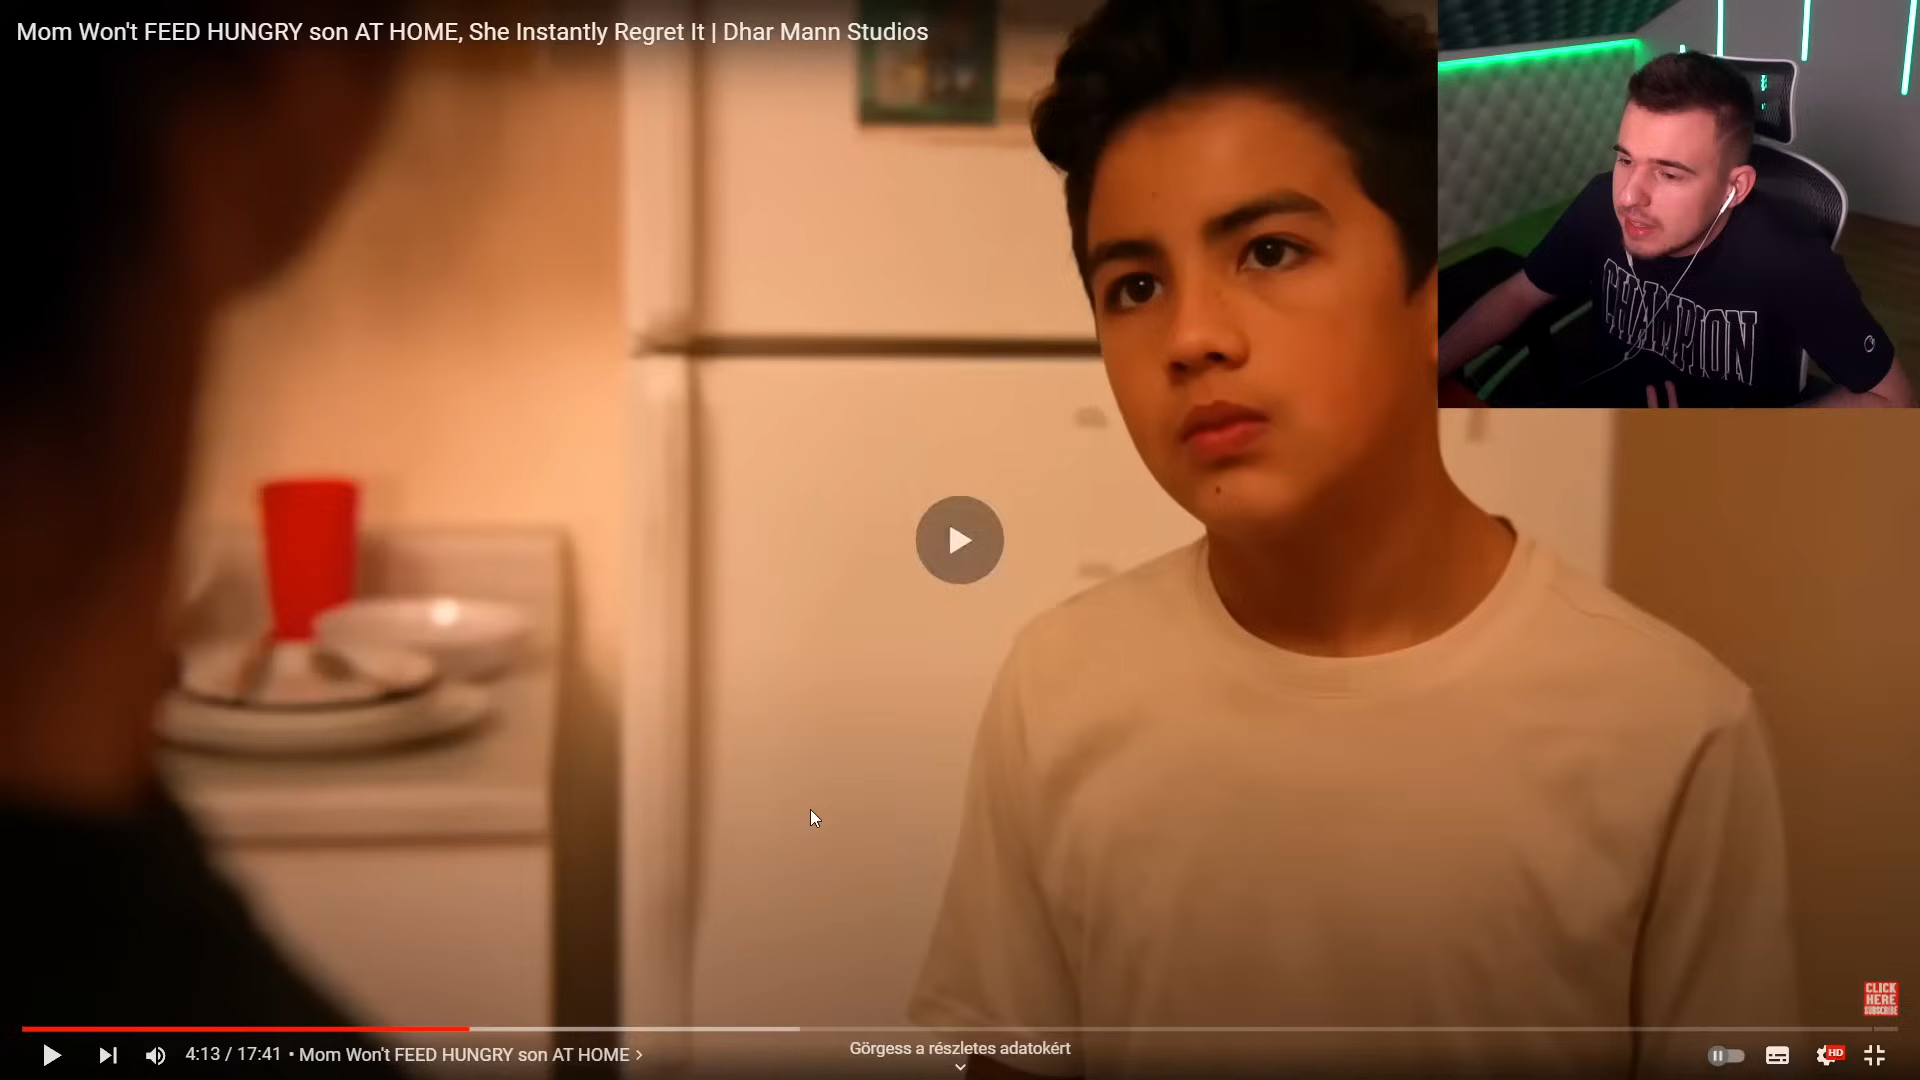 Mom Won't FEED HUNGRY son AT HOME, She Instantly Regret It | Dhar Mann Studios
CHAMPION
CLICK
HERE
SUBSCRIBE
4:13 / 17:41 • Mom Won't FEED HUNGRY son AT HOME
Görgess a részletes adatokért
HD